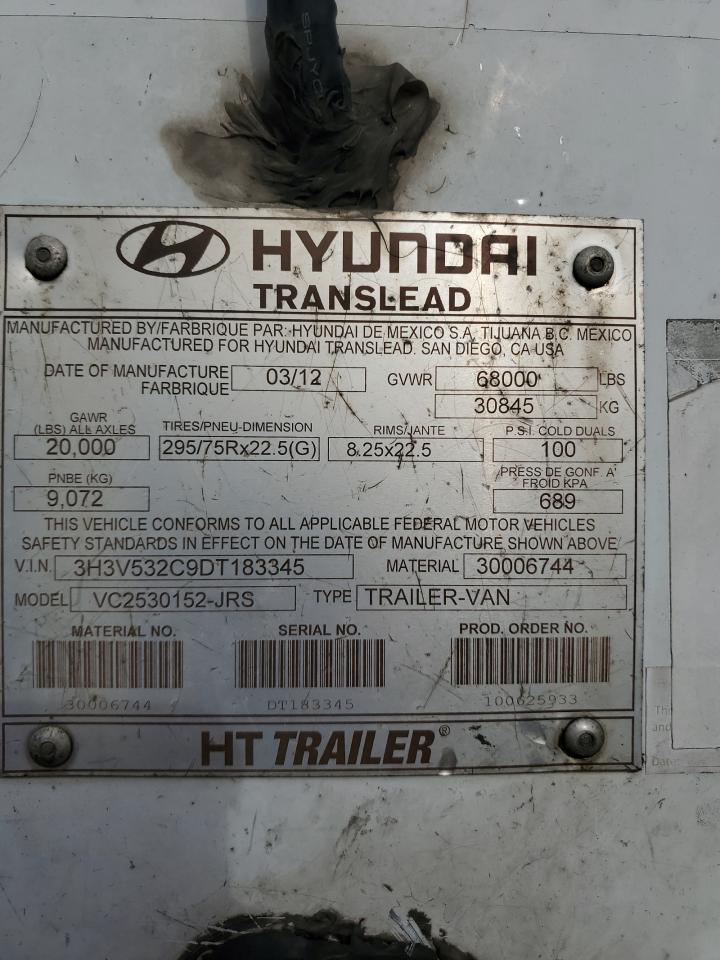 HYUNDAI
TRANSLEAD
MANUFACTURED BY/FARBRIQUE PAR: HYUNDAI DE MEXICO S.A. TIJUANA B.C. MEXICO
MANUFACTURED FOR HYUNDAI TRANSLEAD. SAN DIEGO, CA USA
DATE OF MANUFACTURE FARBRIQUE 03/12 GVWR 68000 LBS
30845 KG
GAWR (LBS) ALL AXLES 20,000 TIRES/PNEU-DIMENSION 295/75Rx22.5(G) RIMS/JANTE 8.25x22.5 P.S.I. COLD DUALS 100
PNBE (KG) 9,072 PRESS DE GONF. A FROID KPA 689
THIS VEHICLE CONFORMS TO ALL APPLICABLE FEDERAL MOTOR VEHICLES
SAFETY STANDARDS IN EFFECT ON THE DATE OF MANUFACTURE SHOWN ABOVE
V.I.N. 3H3V532C9DT183345 MATERIAL 30006744
MODEL VC2530152-JRS TYPE TRAILER-VAN
MATERIAL NO. SERIAL NO. PROD. ORDER NO.
30006744 DT183345 100625933
HT TRAILER®
and
Date